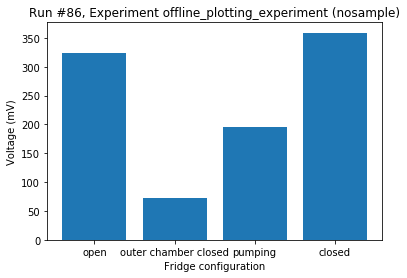 Run #86, Experiment offline_plotting_experiment (nosample)
Voltage (mV)
350
300
250
200
150
100
50
0
open outer chamber closed pumping closed
Fridge configuration